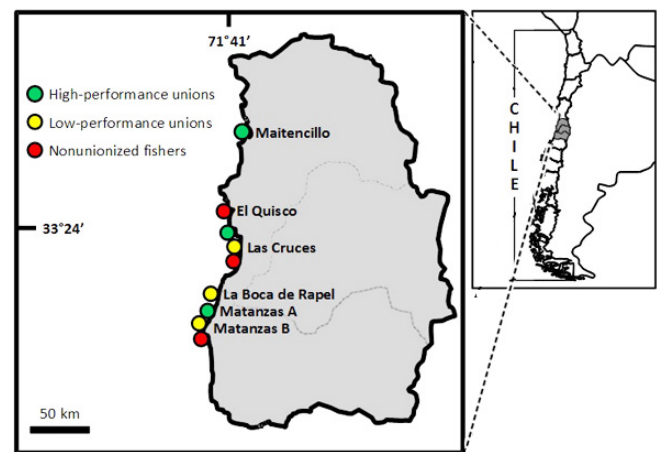 71°41’
High-performance unions
Low-performance unions
Nonunionized fishers
Maitencillo
El Quisco
33°24’
Las Cruces
La Boca de Rapel
Matanzas A
Matanzas B
50 km
CHILE